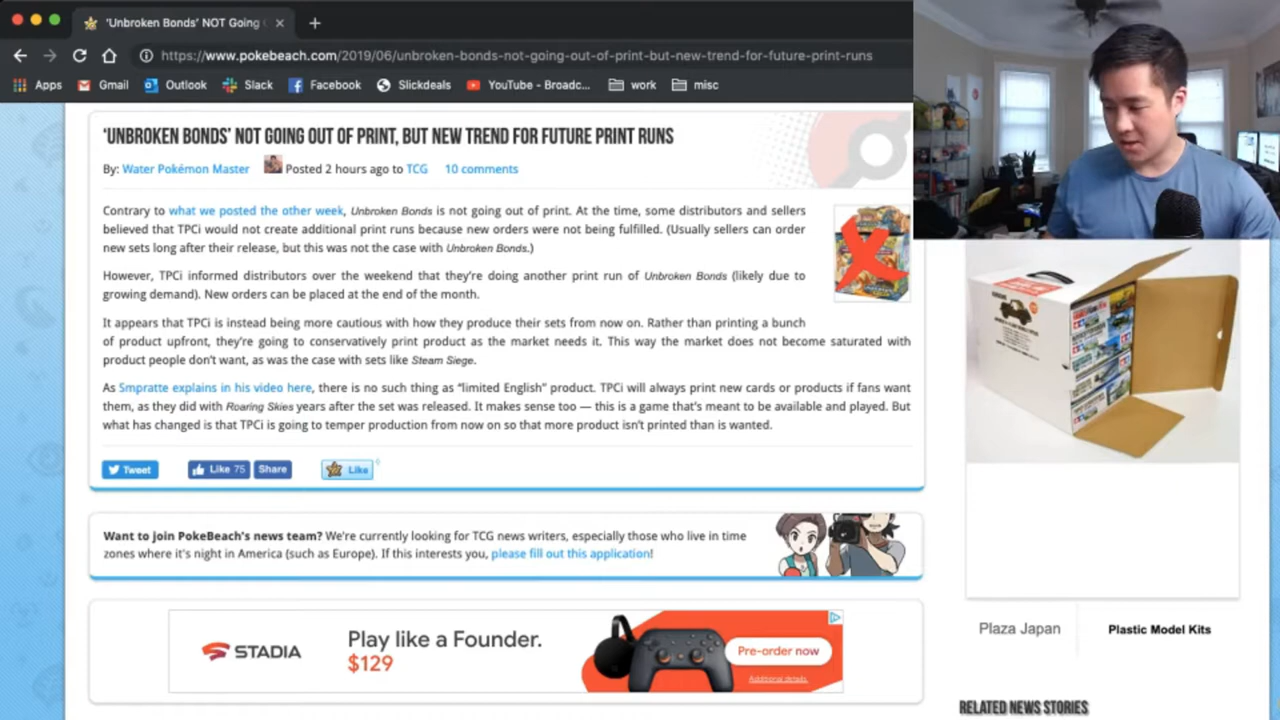 'Unbroken Bonds' NOT Going
https://www.pokebeach.com/2019/06/unbroken-bonds-not-going-out-of-print-but-new-trend-for-future-print-runs
Apps Gmail Outlook Slack Facebook Slickdeals YouTube - Broadc... work misc
'UNBROKEN BONDS' NOT GOING OUT OF PRINT, BUT NEW TREND FOR FUTURE PRINT RUNS
By: Water Pokémon Master Posted 2 hours ago to TCG 10 comments
Contrary to what we posted the other week, Unbroken Bonds is not going out of print. At the time, some distributors and sellers
believed that TPCi would not create additional print runs because new orders were not being fulfilled. (Usually sellers can order
new sets long after their release, but this was not the case with Unbroken Bonds.)
However, TPCi informed distributors over the weekend that they're doing another print run of Unbroken Bonds (likely due to
growing demand). New orders can be placed at the end of the month.
It appears that TPCi is instead being more cautious with how they produce their sets from now on. Rather than printing a bunch
of product upfront, they're going to conservatively print product as the market needs it. This way the market does not become saturated with
product people don't want, as was the case with sets like Steam Siege.
As Smpratte explains in his video here, there is no such thing as "limited English" product. TPCi will always print new cards or products if fans want
them, as they did with Roaring Skies years after the set was released. It makes sense too — this is a game that's meant to be available and played. But
what has changed is that TPCi is going to temper production from now on so that more product isn't printed than is wanted.
Tweet Like 75 Share Like
Want to join PokeBeach's news team? We're currently looking for TCG news writers, especially those who live in time
zones where it's night in America (such as Europe). If this interests you, please fill out this application!
STADIA
Play like a Founder.
$129
Pre-order now
Additional details.
Plaza Japan
Plastic Model Kits
RELATED NEWS STORIES